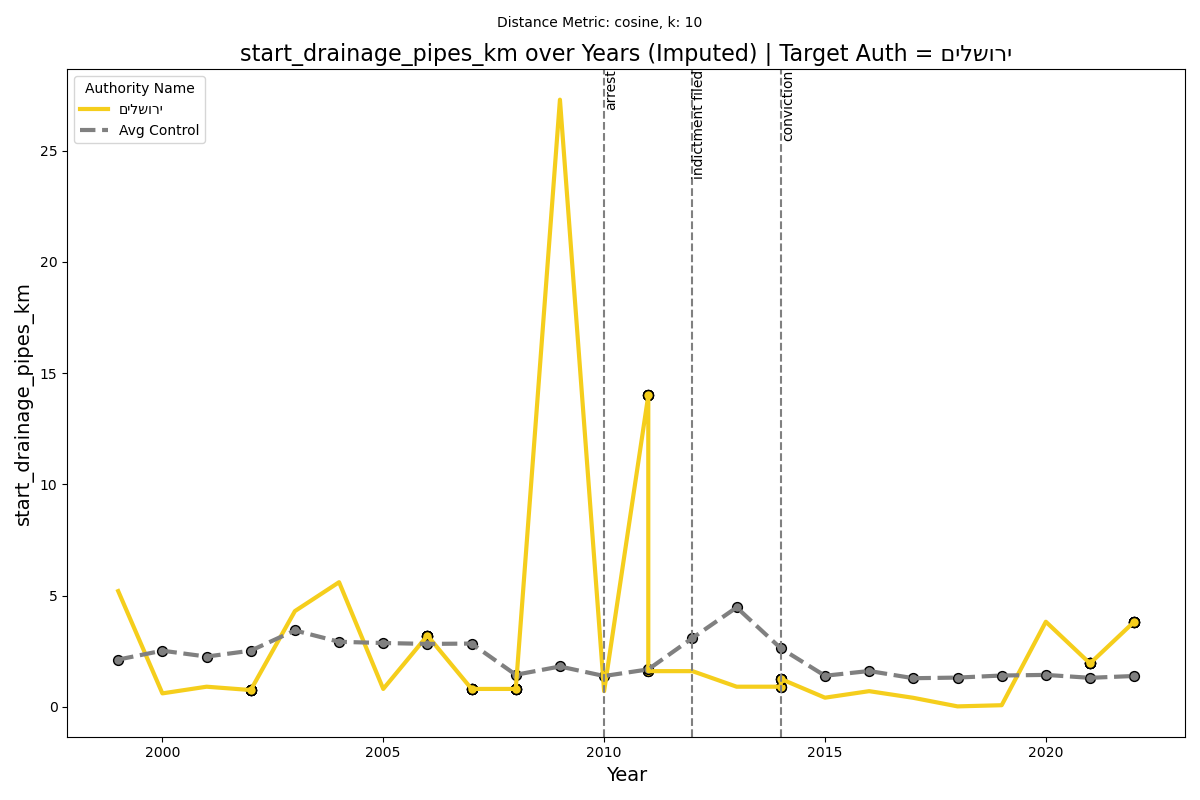 Distance Metric: cosine, k: 10
start_drainage_pipes_km over Years (Imputed) | Target Auth = ירושלים
Authority Name
ירושלים
Avg Control
arrest
indictment filed
conviction
start_drainage_pipes_km
25
20
15
10
5
0
2000
2005
2010
2015
2020
Year